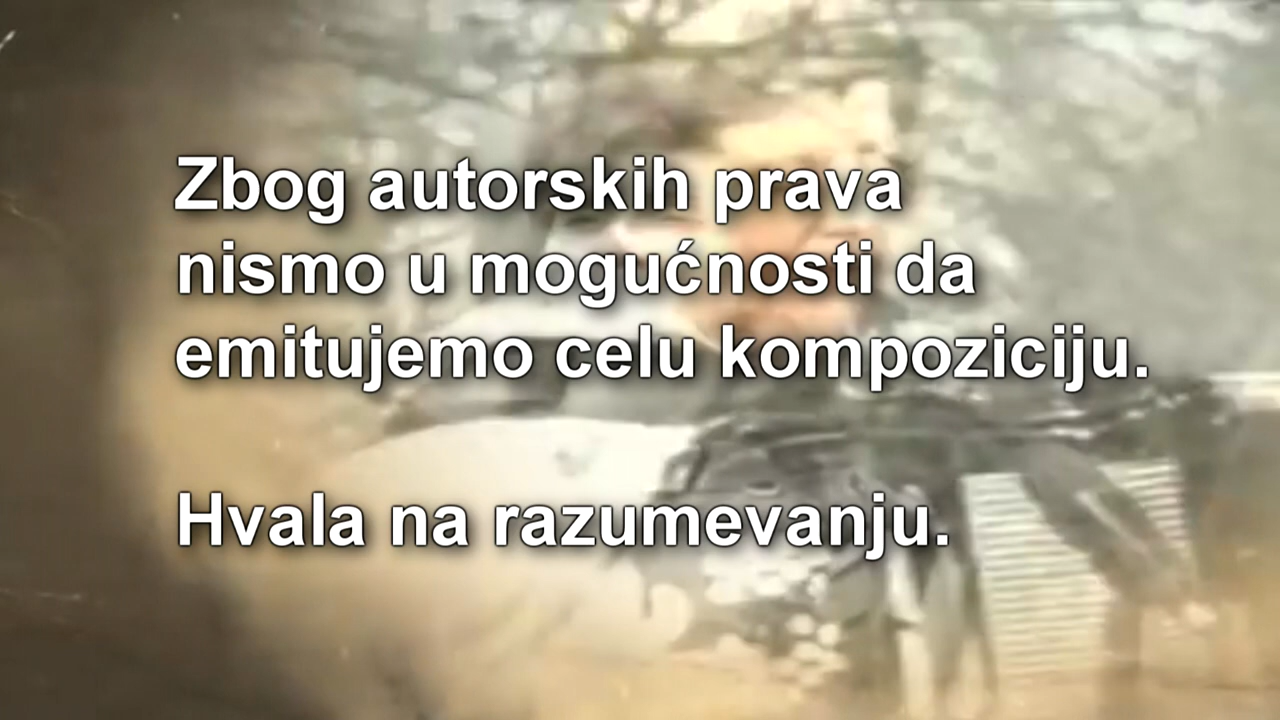 Zbog autorskih prava
nismo u mogućnosti da
emitujemo celu kompoziciju.
Hvala na razumevanju.